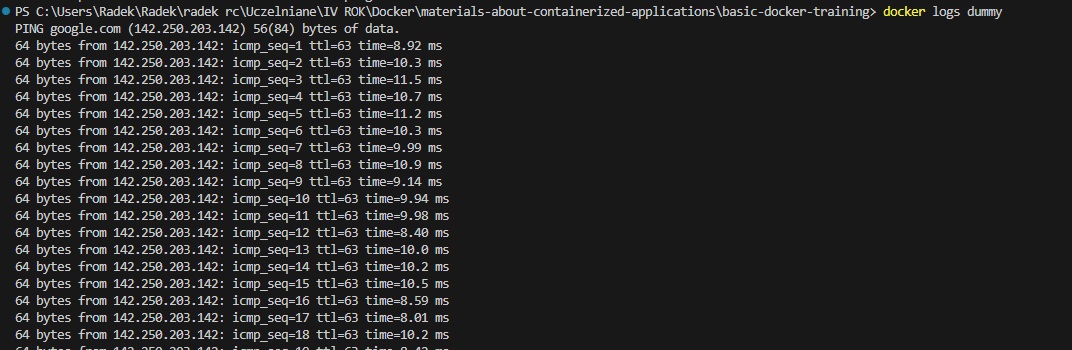 PS C:\Users\Radek\Radek\radek rc\Uczelniane\IV ROK\Docker\materials-about-containerized-applications\basic-docker-training> docker logs dummy
PING google.com (142.250.203.142) 56(84) bytes of data.
64 bytes from 142.250.203.142: icmp_seq=1 ttl=63 time=8.92 ms
64 bytes from 142.250.203.142: icmp_seq=2 ttl=63 time=10.3 ms
64 bytes from 142.250.203.142: icmp_seq=3 ttl=63 time=11.5 ms
64 bytes from 142.250.203.142: icmp_seq=4 ttl=63 time=10.7 ms
64 bytes from 142.250.203.142: icmp_seq=5 ttl=63 time=11.2 ms
64 bytes from 142.250.203.142: icmp_seq=6 ttl=63 time=10.3 ms
64 bytes from 142.250.203.142: icmp_seq=7 ttl=63 time=9.99 ms
64 bytes from 142.250.203.142: icmp_seq=8 ttl=63 time=10.9 ms
64 bytes from 142.250.203.142: icmp_seq=9 ttl=63 time=9.14 ms
64 bytes from 142.250.203.142: icmp_seq=10 ttl=63 time=9.94 ms
64 bytes from 142.250.203.142: icmp_seq=11 ttl=63 time=9.98 ms
64 bytes from 142.250.203.142: icmp_seq=12 ttl=63 time=8.40 ms
64 bytes from 142.250.203.142: icmp_seq=13 ttl=63 time=10.0 ms
64 bytes from 142.250.203.142: icmp_seq=14 ttl=63 time=10.2 ms
64 bytes from 142.250.203.142: icmp_seq=15 ttl=63 time=10.5 ms
64 bytes from 142.250.203.142: icmp_seq=16 ttl=63 time=8.59 ms
64 bytes from 142.250.203.142: icmp_seq=17 ttl=63 time=8.01 ms
64 bytes from 142.250.203.142: icmp_seq=18 ttl=63 time=10.2 ms